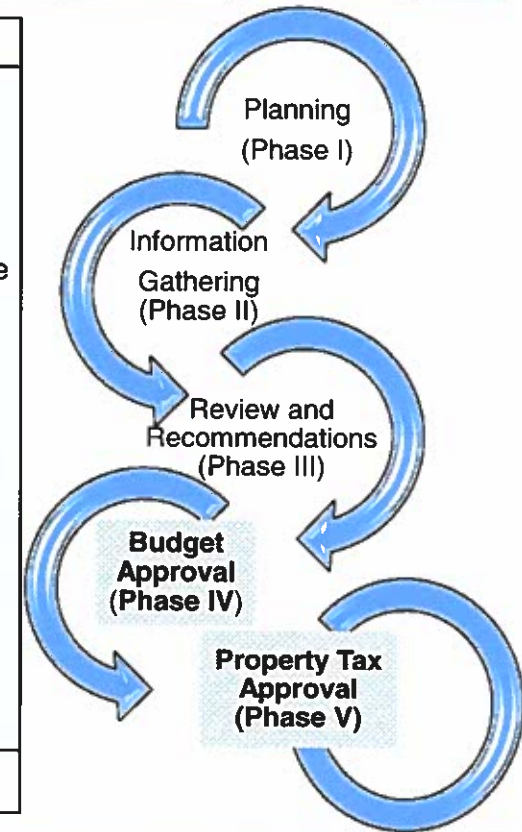 e
Planning
(Phase I)
Information
Gathering
(Phase II)
Review and
Recommendations
(Phase III)
Budget
Approval
(Phase IV)
Property Tax
Approval
(Phase V)